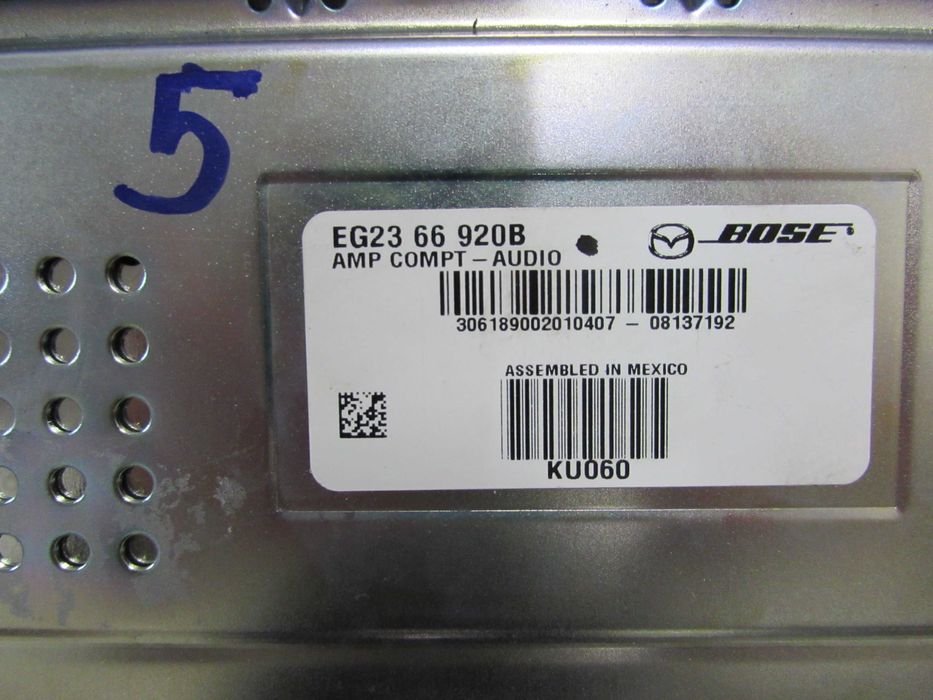 5
EG23 66 920B
BOSE
AMP COMPT - AUDIO
306189002010407 - 08137192
ASSEMBLED IN MEXICO
KU060